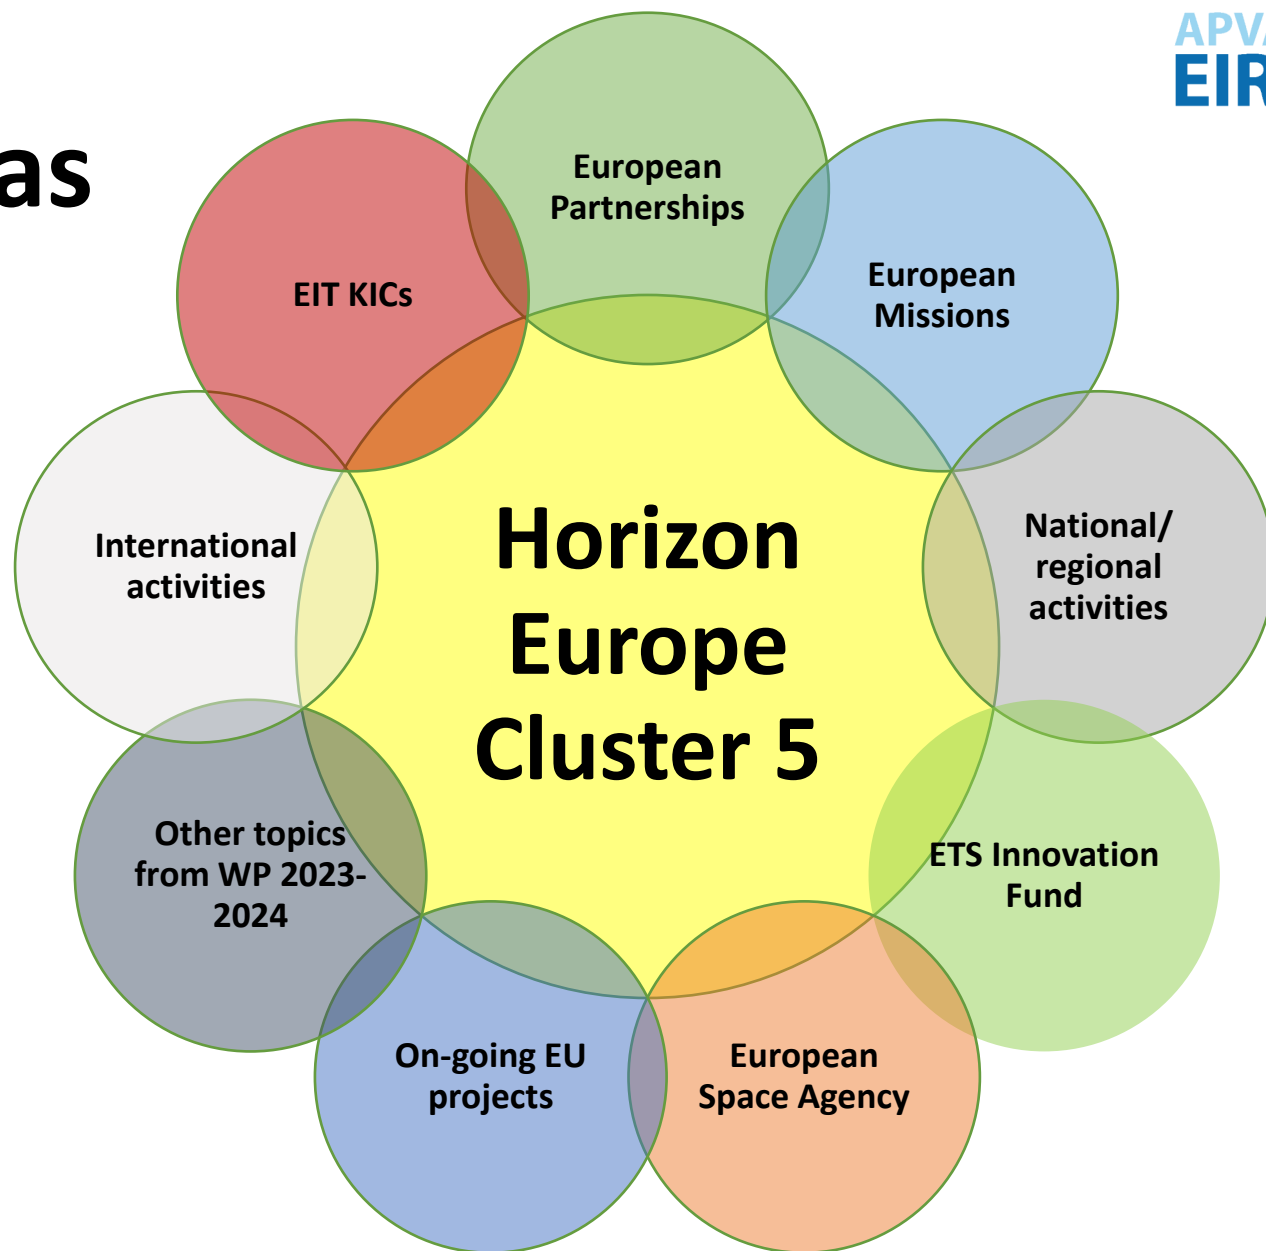 European
Partnerships
European
Missions
EIT KICs
National/
regional
activities
International
activities
Horizon
Europe
Cluster 5
ETS Innovation
Fund
Other topics
from WP 2023-
2024
On-going EU
projects
European
Space Agency